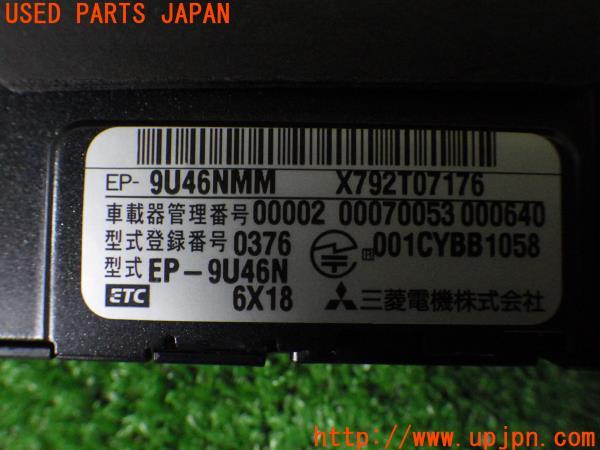 USED PARTS JAPAN
EP- 9U46NMM X792T07176
車載器管理番号 00002 00070053 000640
型式登録番号 0376 R 001CYBB1058
型式 EP-9U46N
ETC 6X18 三菱電機株式会社
http://www.upjpn.com/